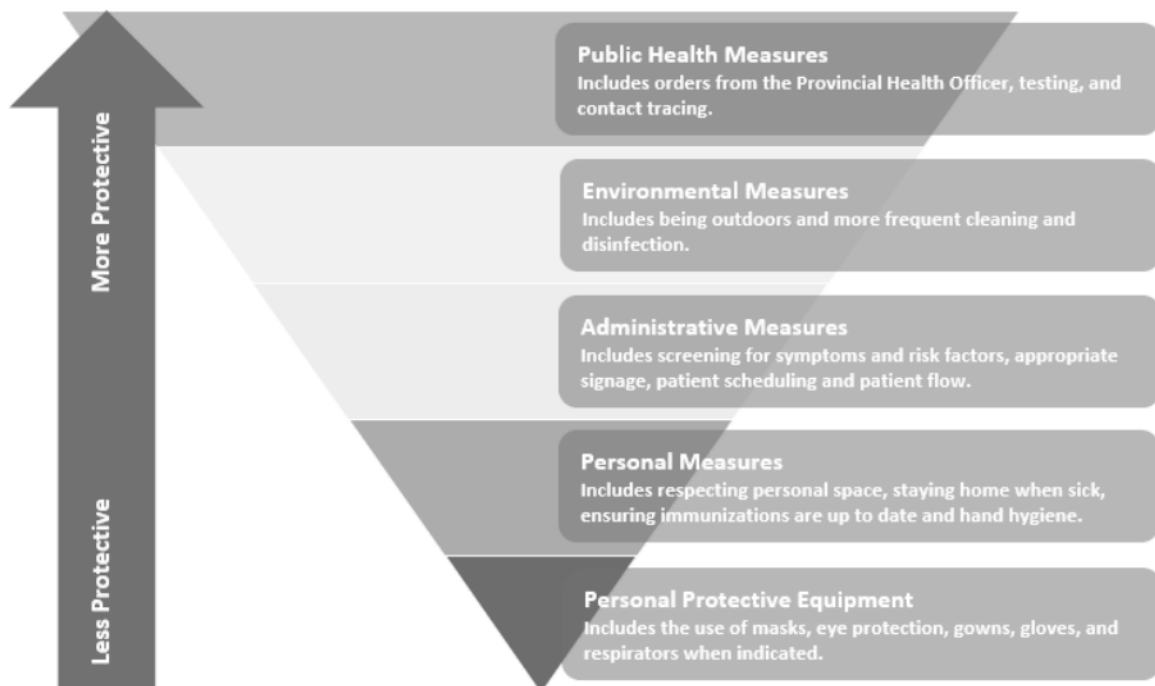 More Protective
Less Protective
Public Health Measures
Includes orders from the Provincial Health Officer, testing, and
contact tracing.
Environmental Measures
Includes being outdoors and more frequent cleaning and
disinfection.
Administrative Measures
Includes screening for symptoms and risk factors, appropriate
signage, patient scheduling and patient flow.
Personal Measures
Includes respecting personal space, staying home when sick,
ensuring immunizations are up to date and hand hygiene.
Personal Protective Equipment
Includes the use of masks, eye protection, gowns, gloves, and
respirators when indicated.